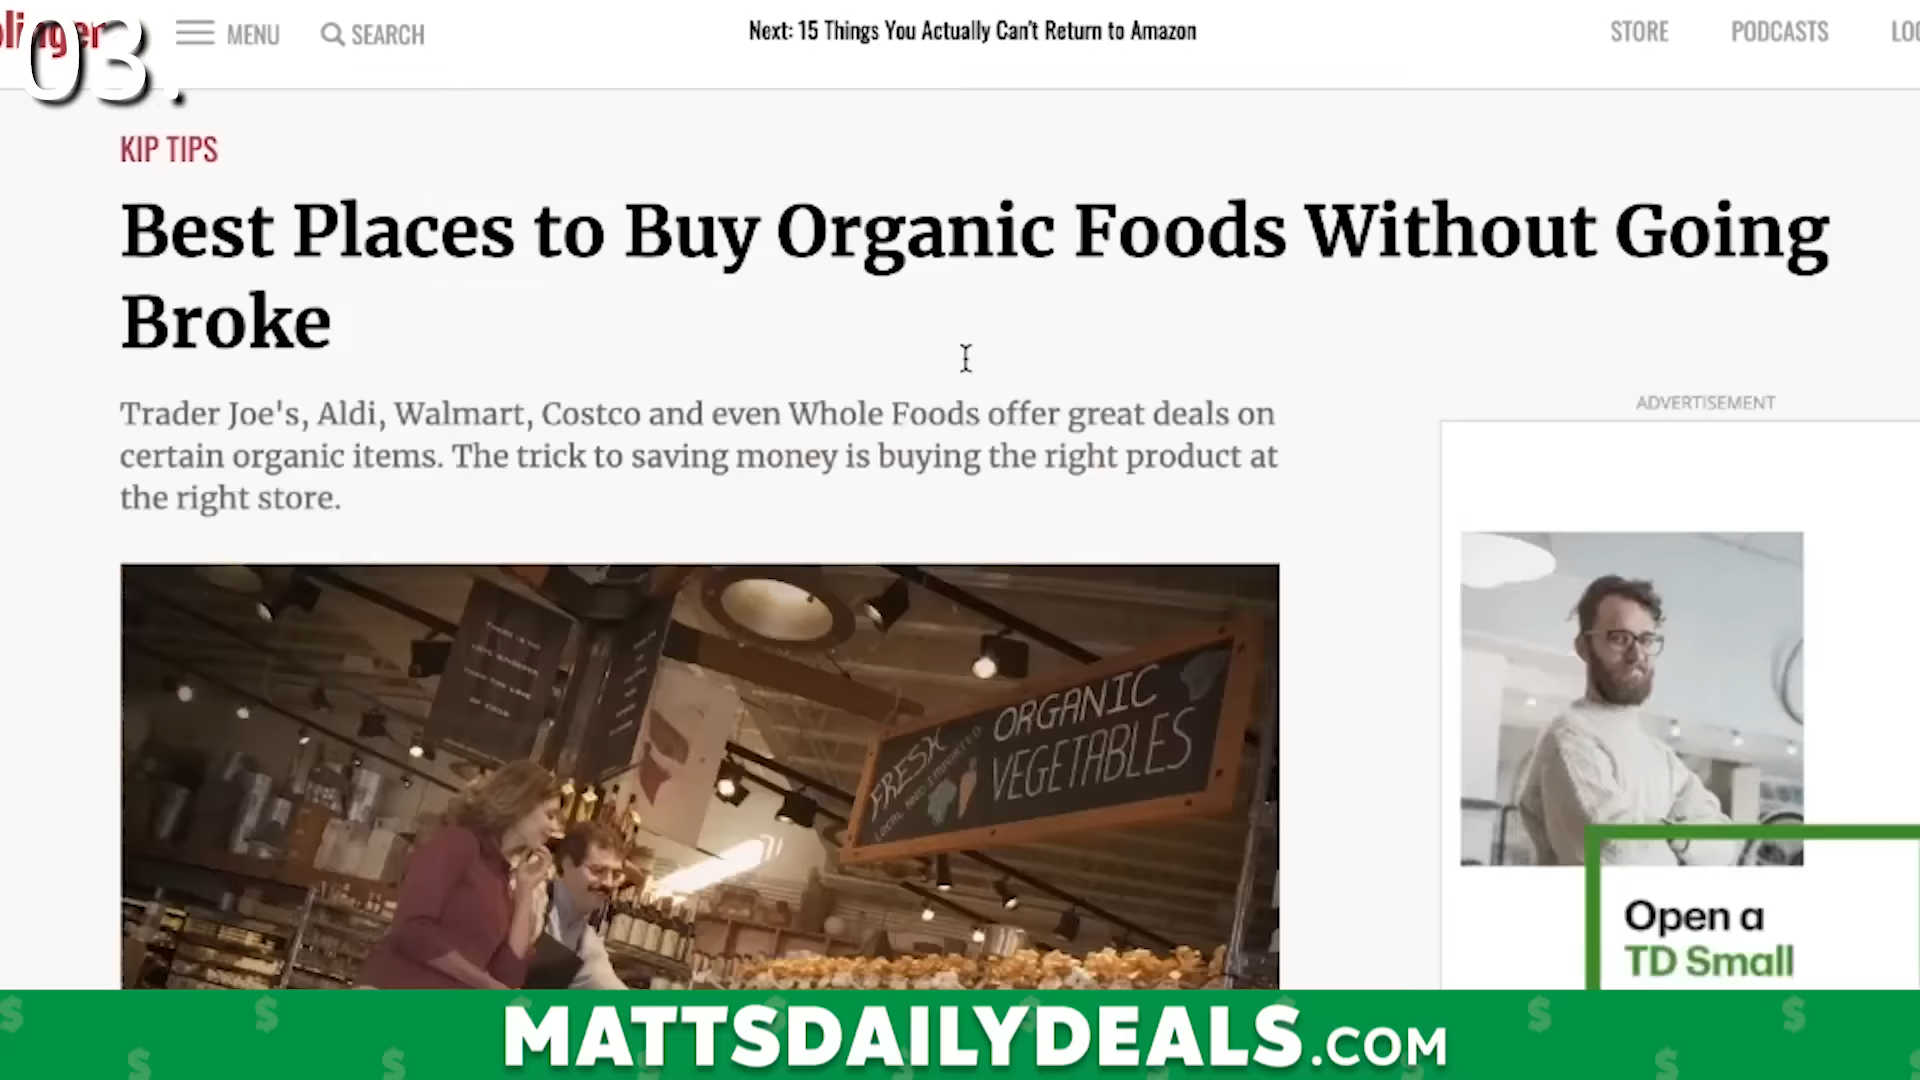 03.
MENU
SEARCH
Next: 15 Things You Actually Can't Return to Amazon
STORE
PODCASTS
KIP TIPS
Best Places to Buy Organic Foods Without Going
Broke
Trader Joe's, Aldi, Walmart, Costco and even Whole Foods offer great deals on
certain organic items. The trick to saving money is buying the right product at
the right store.
ADVERTISEMENT
FRESH
LOCAL AND IMPORTED
ORGANIC
VEGETABLES
Open a
TD Small
MATTSDAILYDEALS.COM